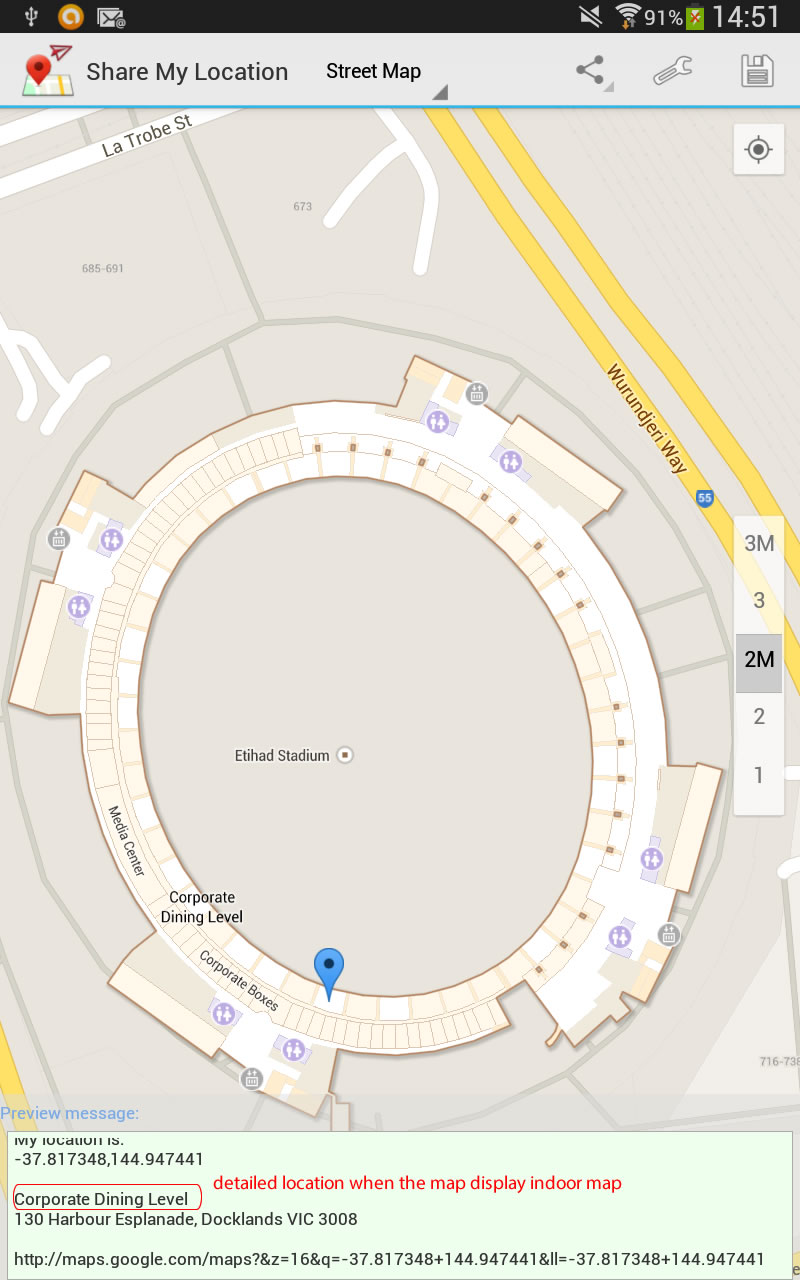 91%
14:51
Share My Location
Street Map
La Trobe St
673
685-691
Wurundjeri Way
55
3M
3
2M
2
1
Etihad Stadium
Media Center
Corporate
Dining Level
Corporate Boxes
716-738
Preview message:
My location is:
-37.817348,144.947441
detailed location when the map display indoor map
Corporate Dining Level
130 Harbour Esplanade, Docklands VIC 3008
http://maps.google.com/maps?&z=16&q=-37.817348+144.947441&ll=-37.817348+144.947441